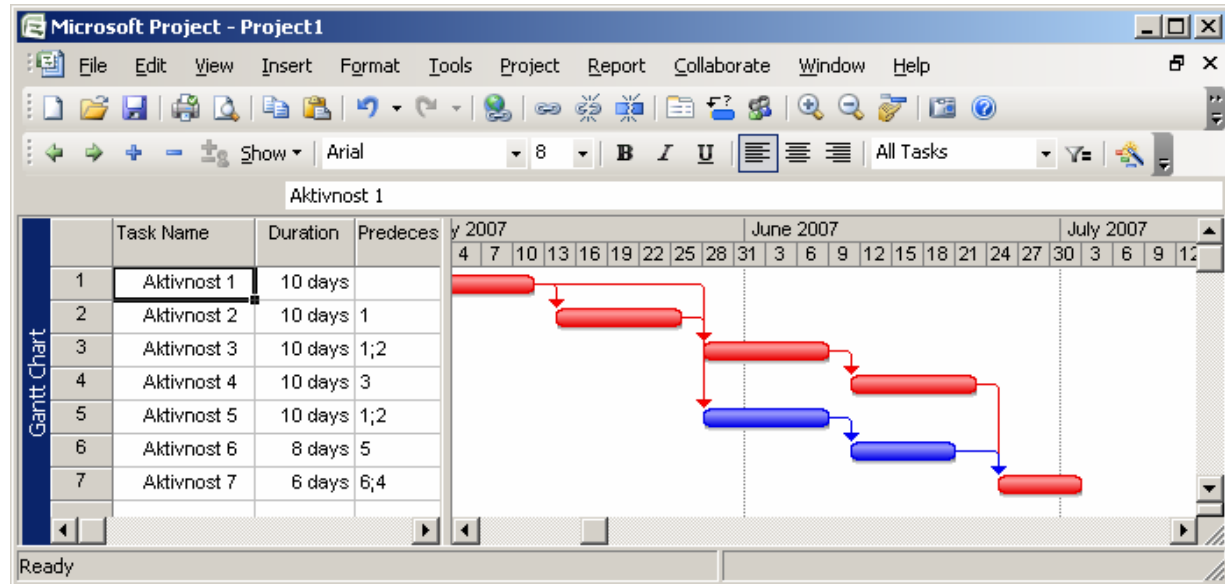 Microsoft Project - Project1
File Edit View Insert Format Tools Project Report Collaborate Window Help
Show Arial 8 B I U All Tasks
Aktivnost 1
Task Name Duration Predeces y 2007 June 2007 July 2007
4 7 10 13 16 19 22 25 28 31 3 6 9 12 15 18 21 24 27 30 3 6 9 12
Gantt Chart
1 Aktivnost 1 10 days
2 Aktivnost 2 10 days 1
3 Aktivnost 3 10 days 1;2
4 Aktivnost 4 10 days 3
5 Aktivnost 5 10 days 1;2
6 Aktivnost 6 8 days 5
7 Aktivnost 7 6 days 6;4
Ready